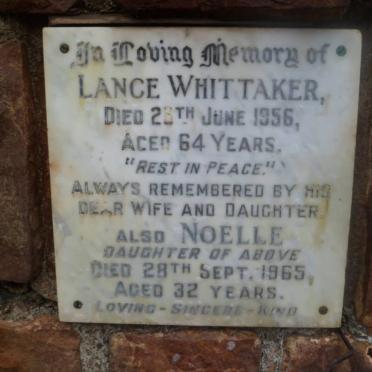 In Loving Memory of
LANCE WHITTAKER,
DIED JUNE 1956,
AGED 64 YEARS.
"REST IN PEACE."
ALWAYS REMEMBERED BY HIS
DEAR WIFE AND DAUGHTER
ALSO NOELLE
DAUGHTER OF ABOVE
DIED 28TH SEPT. 1965,
AGED 32 YEARS.
LOVING - SINCERE - KIND